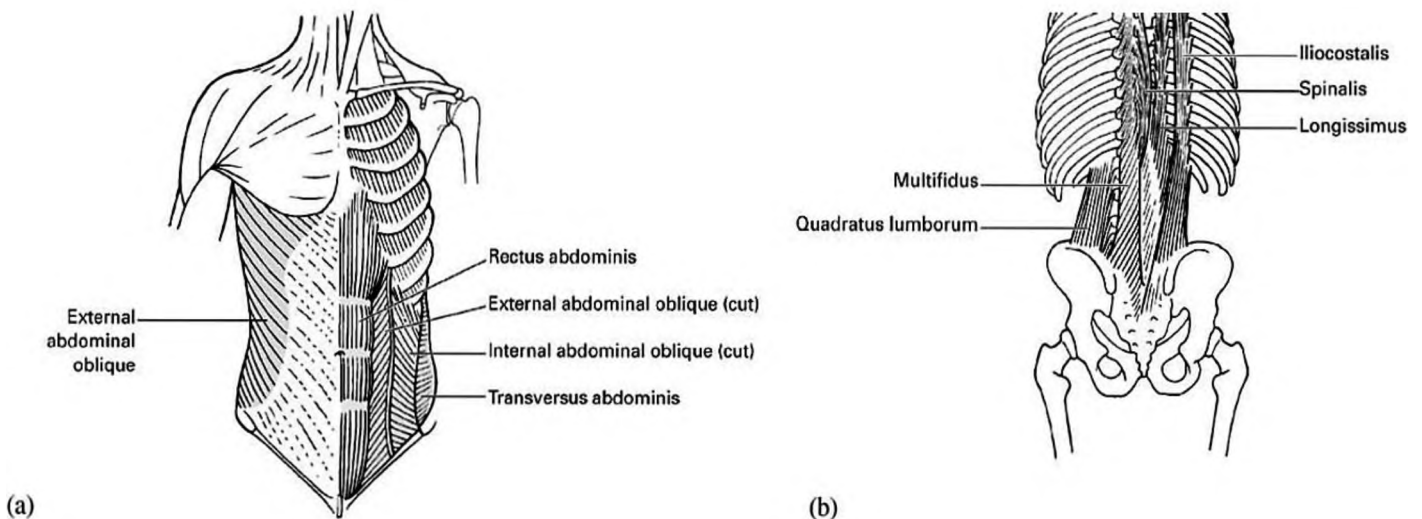 External
abdominal
oblique
Rectus abdominis
External abdominal oblique (cut)
Internal abdominal oblique (cut)
Transversus abdominis
(a)
Iliocostalis
Spinalis
Longissimus
Multifidus
Quadratus lumborum
(b)